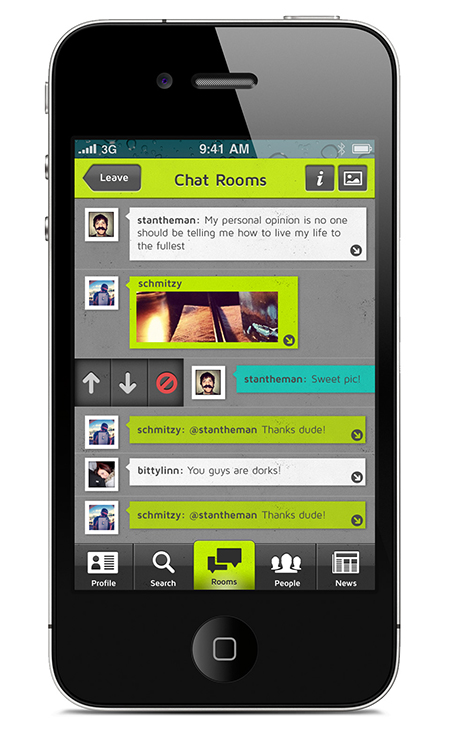 3G 9:41 AM
Leave Chat Rooms i
stantheman: My personal opinion is no one
should be telling me how to live my life to
the fullest
schmitzy
stantheman: Sweet pic!
schmitzy: @stantheman Thanks dude!
bittylinn: You guys are dorks!
schmitzy: @stantheman Thanks dude!
Profile Search Rooms People News